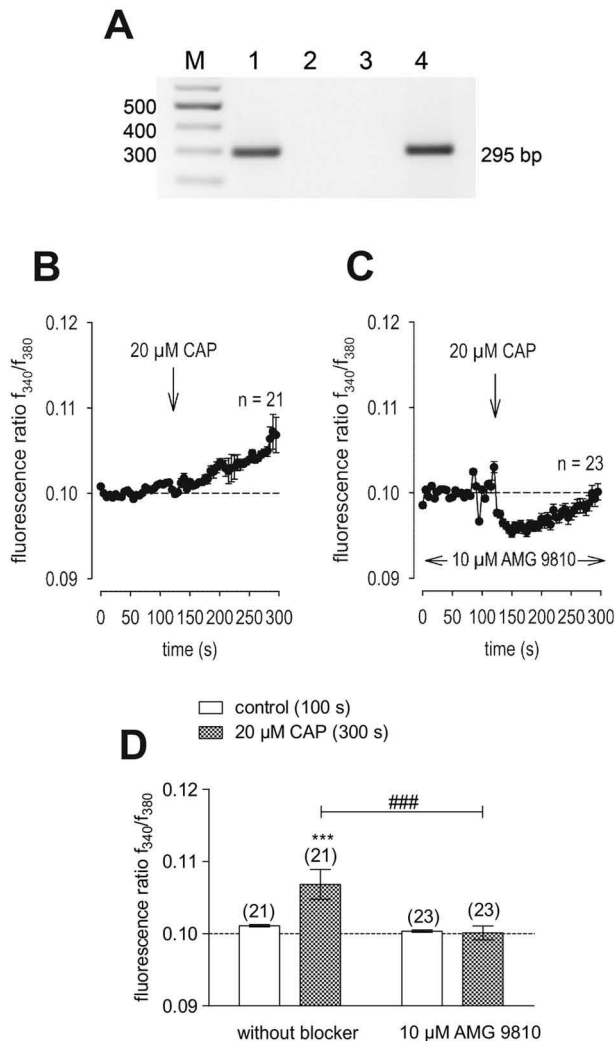 A
M 1 2 3 4
500
400
300
295 bp
B
fluorescence ratio f340/f380
0.12
0.11
0.10
0.09
20 µM CAP
n = 21
0 50 100 150 200 250 300
time (s)
C
fluorescence ratio f340/f380
0.12
0.11
0.10
0.09
20 µM CAP
n = 23
10 µM AMG 9810
0 50 100 150 200 250 300
time (s)
control (100 s)
20 µM CAP (300 s)
D
fluorescence ratio f340/f380
0.12
0.11
0.10
0.09
###
***
(21)
(21)
(23)
(23)
without blocker
10 µM AMG 9810